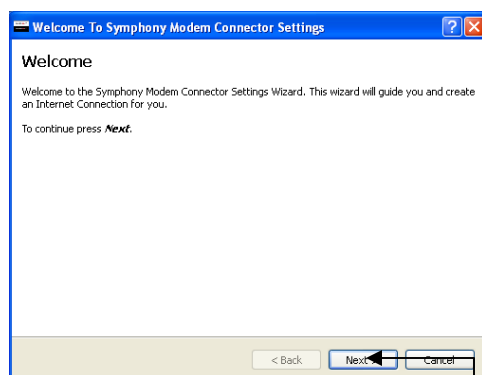 Welcome To Symphony Modem Connector Settings
Welcome
Welcome to the Symphony Modem Connector Settings Wizard. This wizard will guide you and create
an Internet Connection for you.
To continue press Next.
< Back Next > Cancel